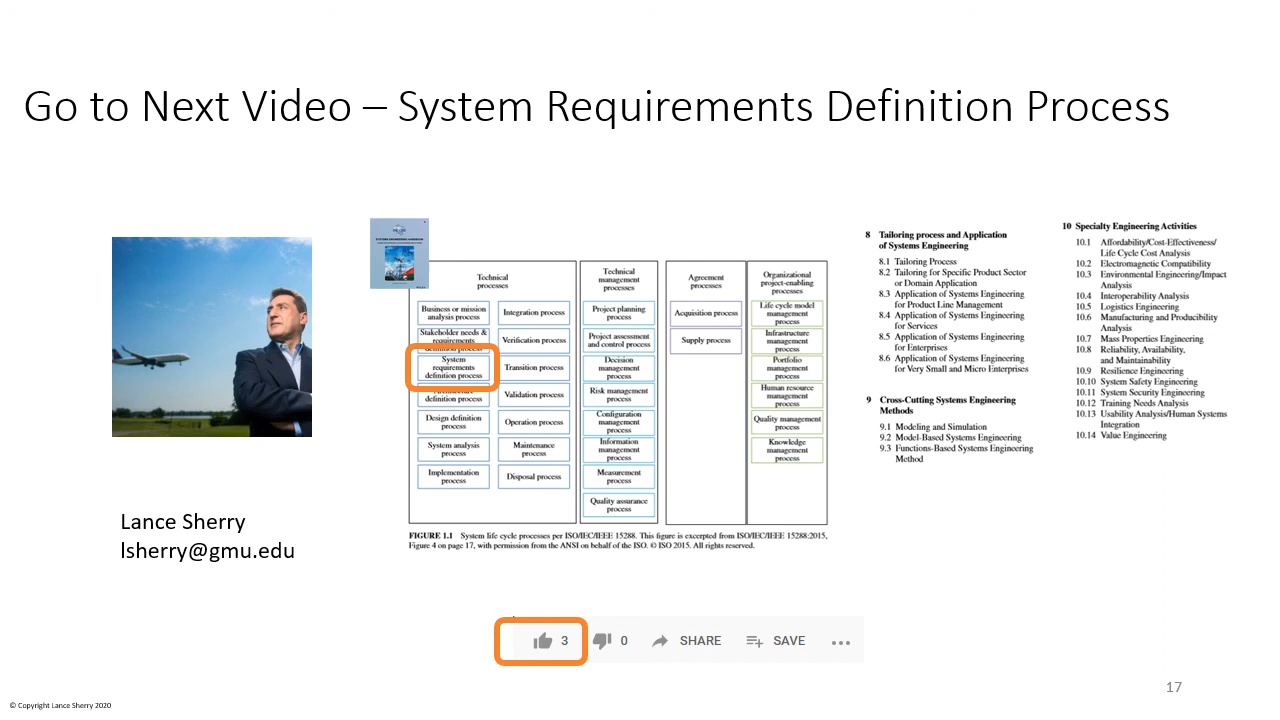 Go to Next Video – System Requirements Definition Process
Technical
processes
Business or mission
analysis process
Stakeholder needs &
requirements
definition process
System
requirements
definition process
definition process
Design definition
process
System analysis
process
Implementation
process
Integration process
Verification process
Transition process
Validation process
Operation process
Maintenance
process
Disposal process
Technical
management
processes
Project planning
process
Project assessment
and control process
Decision
management
process
Risk management
process
Configuration
management
process
Information
management
process
Measurement
process
Quality assurance
process
Agreement
processes
Acquisition process
Supply process
Organizational
project-enabling
processes
Life cycle model
management
process
Infrastructure
management
process
Portfolio
management
process
Human resource
management
process
Quality management
process
Knowledge
management
process
FIGURE 1.1 System life cycle processes per ISO/IEC/IEEE 15288. This figure is excerpted from ISO/IEC/IEEE 15288:2015,
Figure 4 on page 17, with permission from the ANSI on behalf of the ISO. © ISO 2015. All rights reserved.
8 Tailoring process and Application
of Systems Engineering
8.1 Tailoring Process
8.2 Tailoring for Specific Product Sector
or Domain Application
8.3 Application of Systems Engineering
for Product Line Management
8.4 Application of Systems Engineering
for Services
8.5 Application of Systems Engineering
for Enterprises
8.6 Application of Systems Engineering
for Very Small and Micro Enterprises
9 Cross-Cutting Systems Engineering
Methods
9.1 Modeling and Simulation
9.2 Model-Based Systems Engineering
9.3 Functions-Based Systems Engineering
Method
10 Specialty Engineering Activities
10.1 Affordability/Cost-Effectiveness/
Life Cycle Cost Analysis
10.2 Electromagnetic Compatibility
10.3 Environmental Engineering/Impact
Analysis
10.4 Interoperability Analysis
10.5 Logistics Engineering
10.6 Manufacturing and Producibility
Analysis
10.7 Mass Properties Engineering
10.8 Reliability, Availability,
and Maintainability
10.9 Resilience Engineering
10.10 System Safety Engineering
10.11 System Security Engineering
10.12 Training Needs Analysis
10.13 Usability Analysis/Human Systems
Integration
10.14 Value Engineering
Lance Sherry
lsherry@gmu.edu
3 0 SHARE SAVE
17
© Copyright Lance Sherry 2020